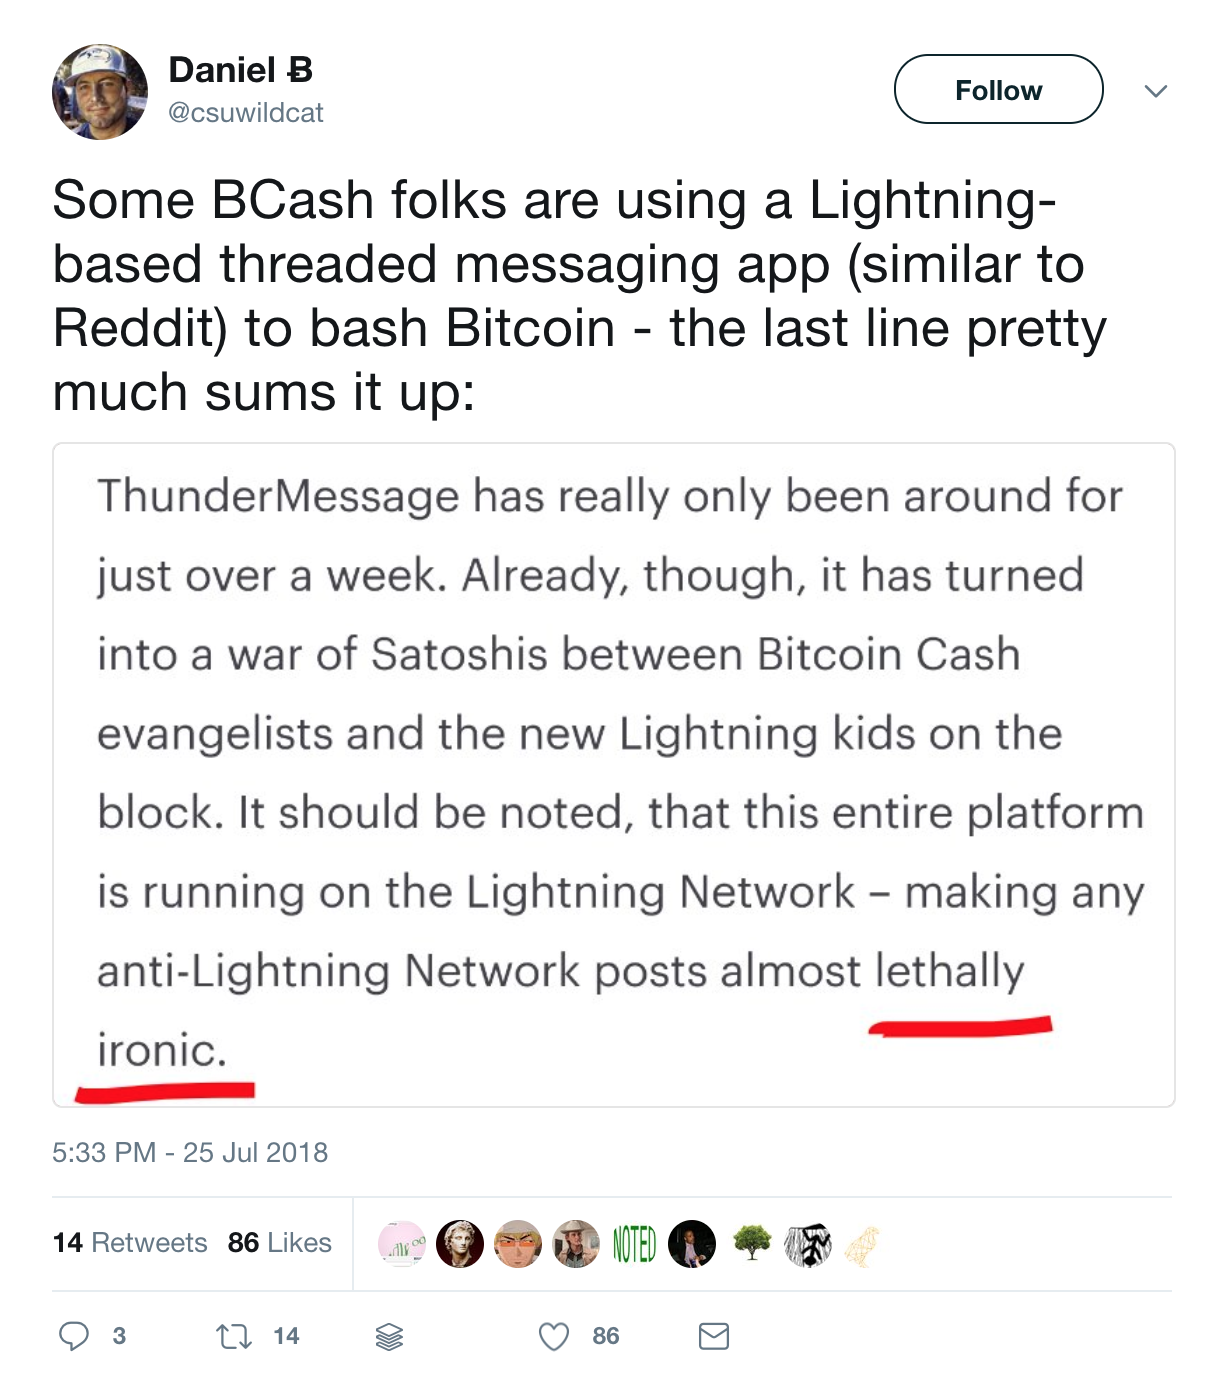 Daniel Ƀ
@csuwildcat
Follow
Some BCash folks are using a Lightning-
based threaded messaging app (similar to
Reddit) to bash Bitcoin - the last line pretty
much sums it up:
ThunderMessage has really only been around for
just over a week. Already, though, it has turned
into a war of Satoshis between Bitcoin Cash
evangelists and the new Lightning kids on the
block. It should be noted, that this entire platform
is running on the Lightning Network – making any
anti-Lightning Network posts almost lethally
ironic.
5:33 PM - 25 Jul 2018
14 Retweets 86 Likes
NOTED
3 14 86